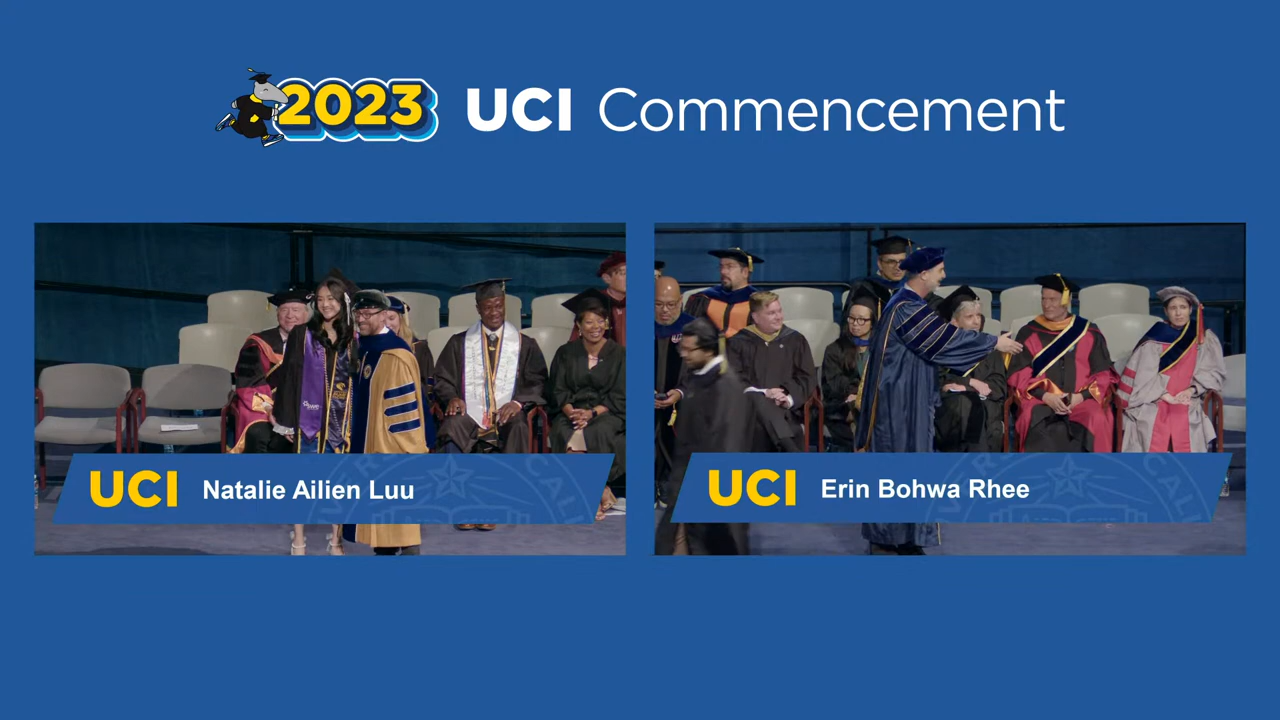 2023 UCI Commencement
UCI Natalie Ailien Luu
UCI Erin Bohwa Rhee